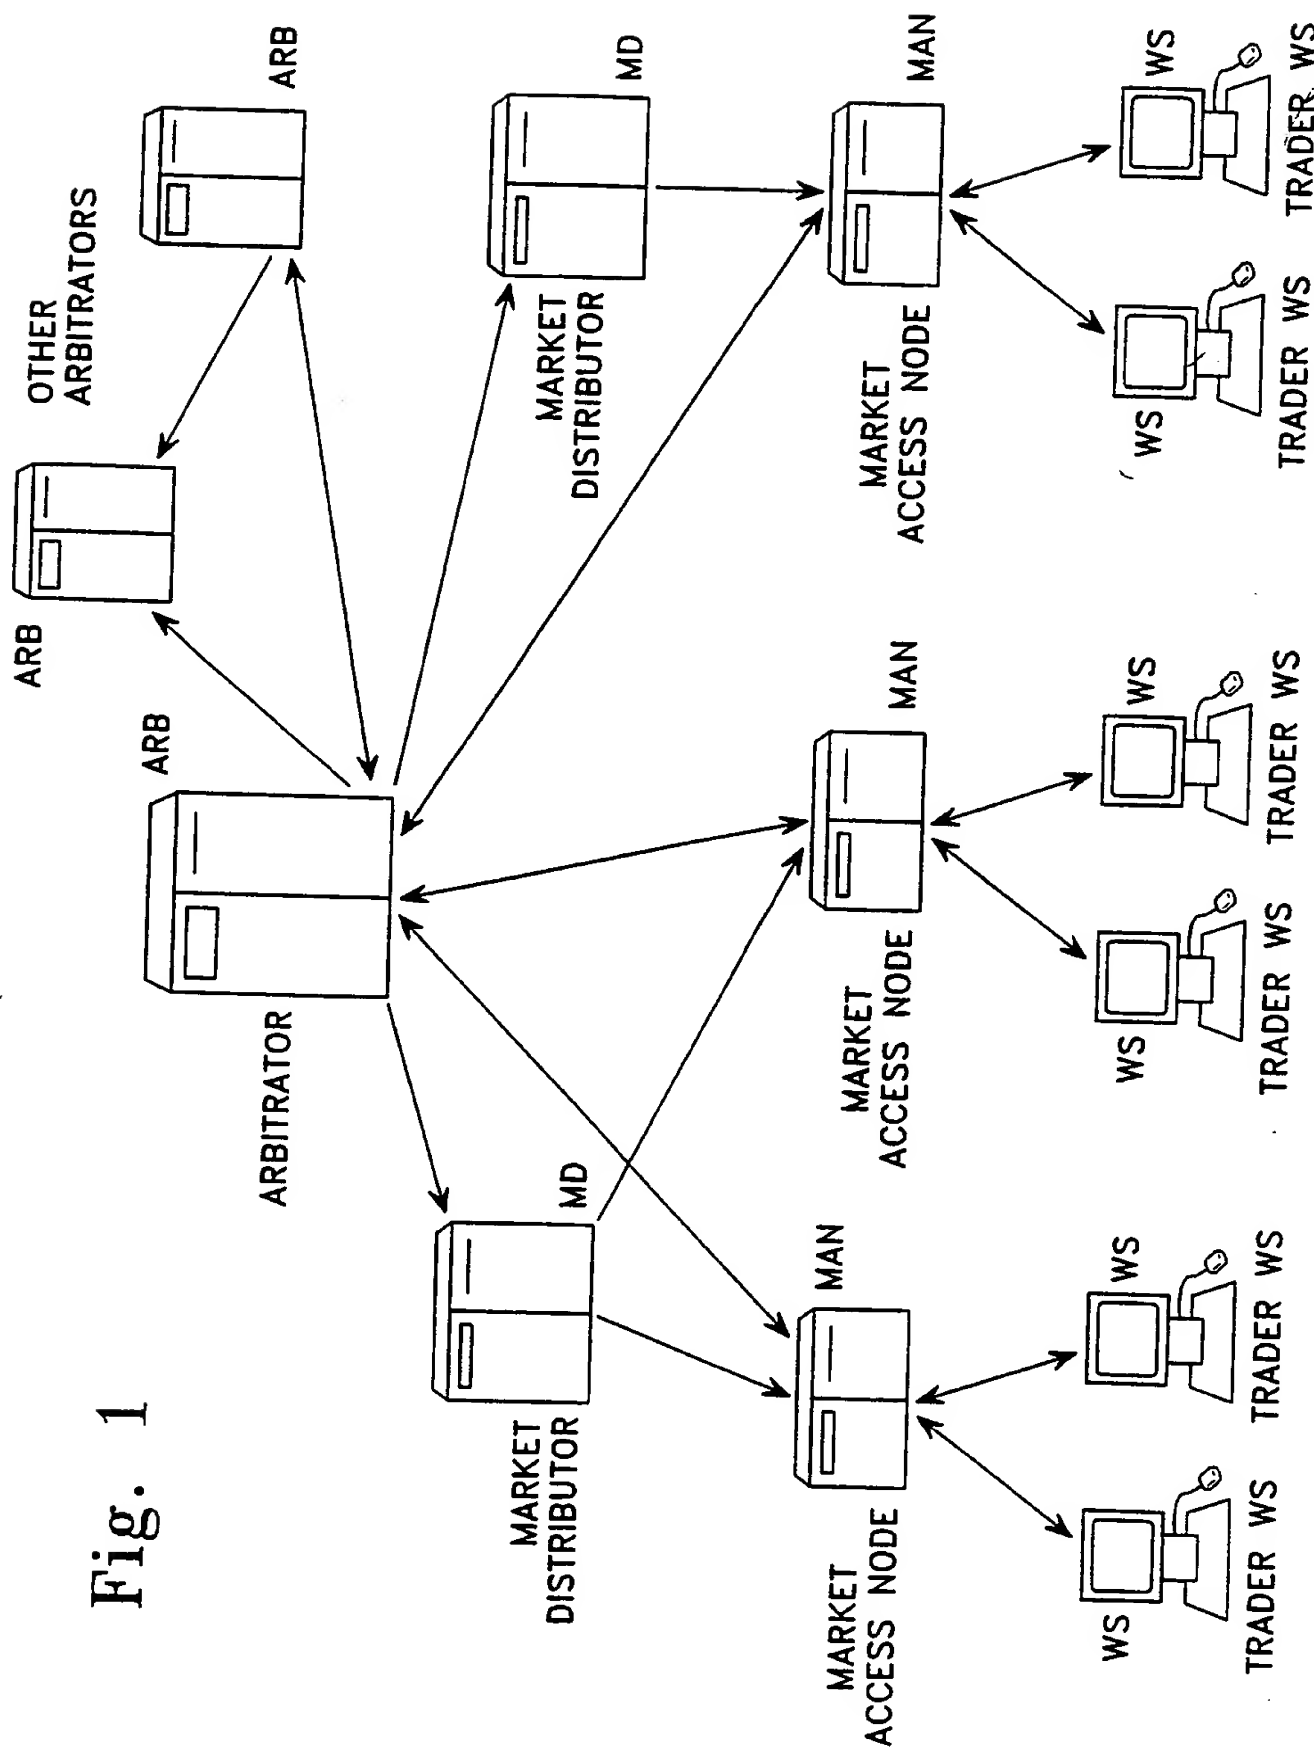 Fig. 1
OTHER
ARBITRATORS
ARB
ARB
ARB
ARBITRATOR
MD
MARKET
DISTRIBUTOR
MD
MARKET
DISTRIBUTOR
MAN
MARKET
ACCESS NODE
MAN
MARKET
ACCESS NODE
MAN
MARKET
ACCESS NODE
WS
TRADER WS
WS
TRADER WS
WS
TRADER WS
WS
TRADER WS
WS
TRADER WS
WS
TRADER WS